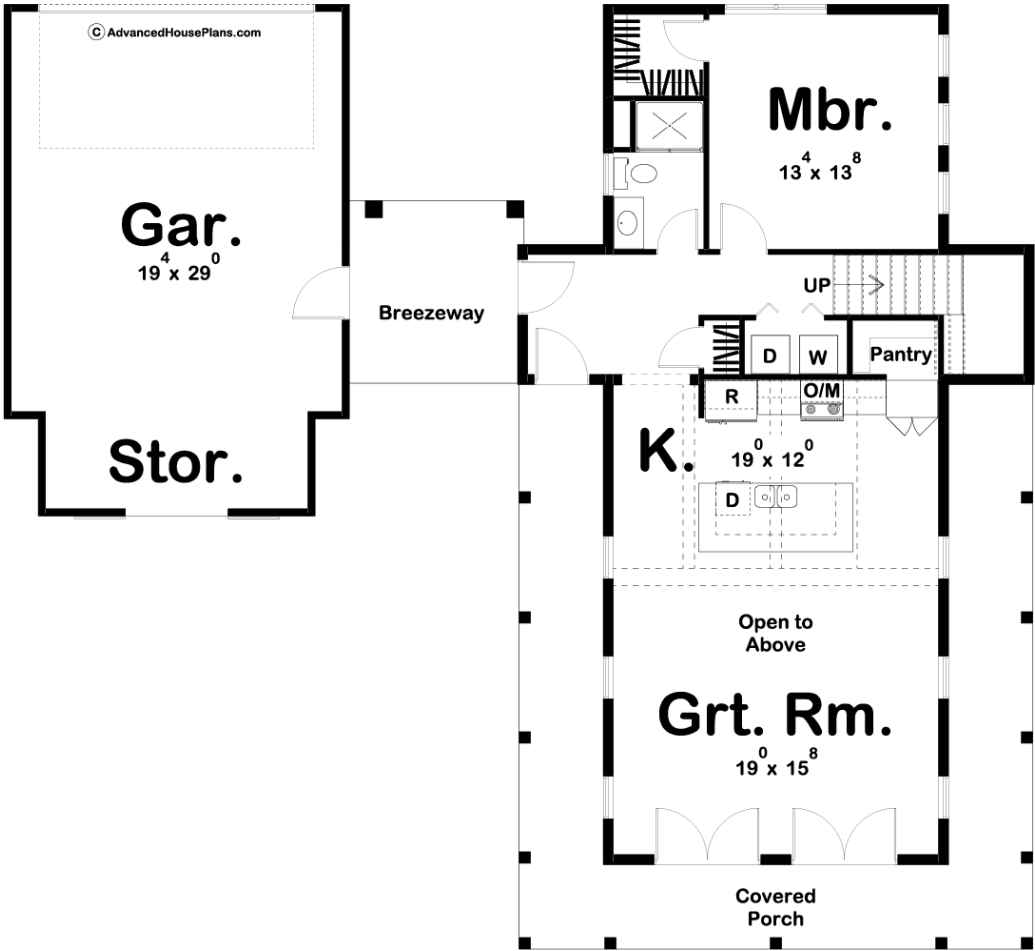 © AdvancedHousePlans.com
Mbr.
13⁴ x 13⁸
Gar.
19⁴ x 29⁰
Breezeway
UP
D
W
Pantry
R
O/M
Stor.
K.
19⁰ x 12⁰
D
Open to
Above
Grt. Rm.
19⁰ x 15⁸
Covered
Porch